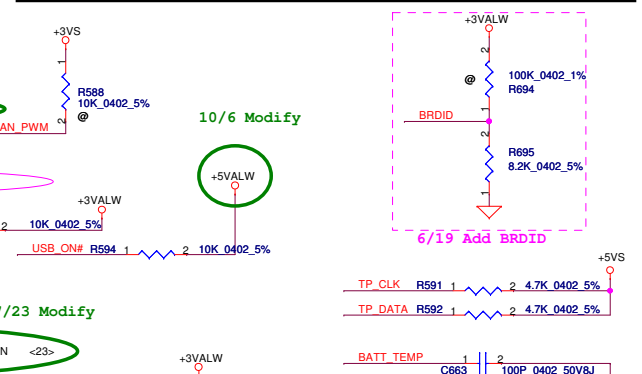 +3VS
1
R588
10K_0402_5%
@
2
AN_PWM
10/6 Modify
+5VALW
+3VALW
2
10K_0402_5%
USB_ON#
R594
1
2
10K_0402_5%
/23 Modify
N
<23>
+3VALW
+3VALW
2
@
100K_0402_1%
R694
1
BRDID
2
R695
8.2K_0402_5%
1
6/19 Add BRDID
+5VS
TP_CLK
R591
1
2
4.7K_0402_5%
TP_DATA
R592
1
2
4.7K_0402_5%
BATT_TEMP
1
2
C663
100P_0402_50V8J